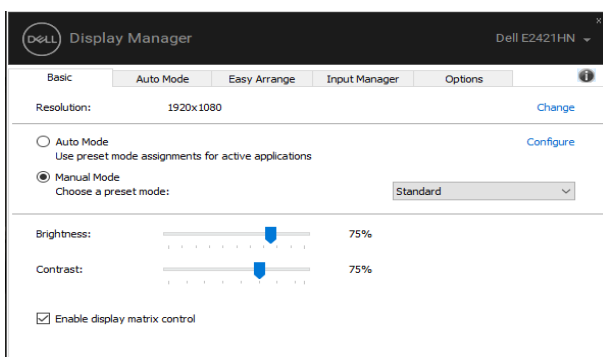 DELL Display Manager
Dell E2421HN
×
Basic Auto Mode Easy Arrange Input Manager Options i
Resolution: 1920x1080 Change
Auto Mode Configure
Use preset mode assignments for active applications
Manual Mode
Choose a preset mode: Standard
Brightness: 75%
Contrast: 75%
Enable display matrix control